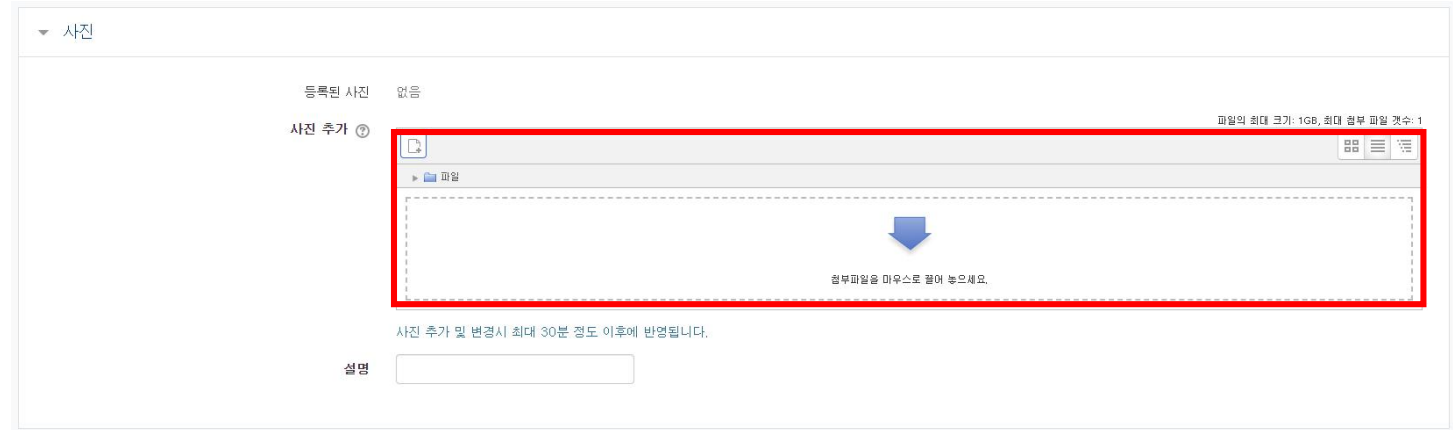 사진
등록된 사진 없음
파일의 최대 크기: 1GB, 최대 첨부 파일 갯수: 1
사진 추가
파일
첨부파일을 마우스로 끌어 놓으세요.
사진 추가 및 변경시 최대 30분 정도 이후에 반영됩니다.
설명